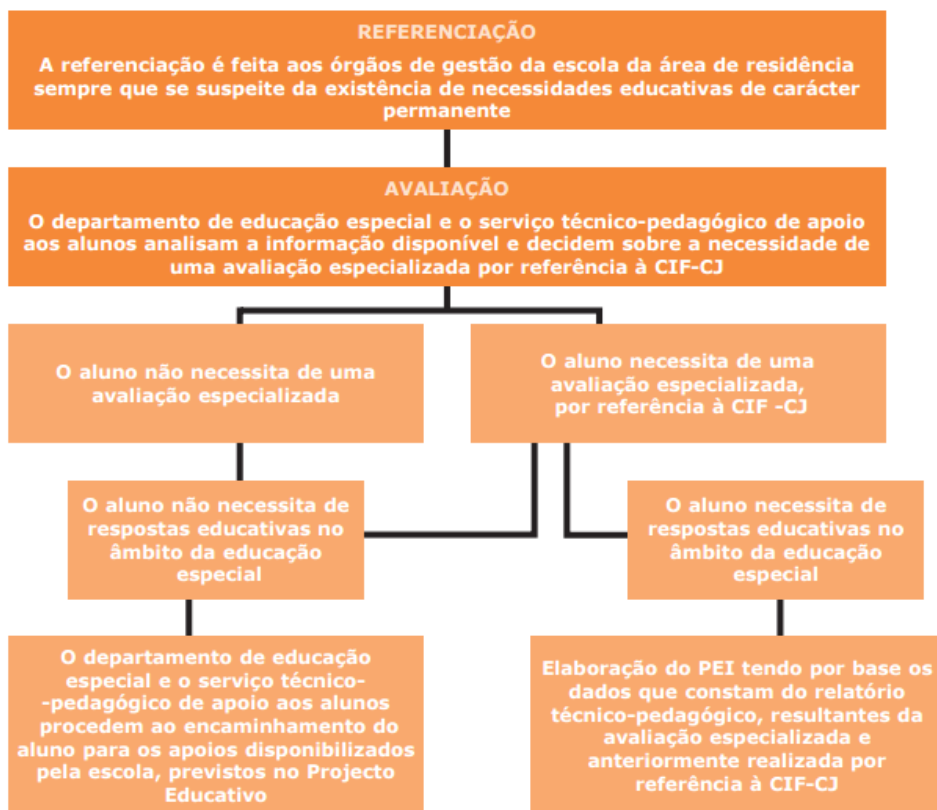 REFERENCIAÇÃO
A referenciação é feita aos órgãos de gestão da escola da área de residência
sempre que se suspeite da existência de necessidades educativas de carácter
permanente
AVALIAÇÃO
O departamento de educação especial e o serviço técnico-pedagógico de apoio
aos alunos analisam a informação disponível e decidem sobre a necessidade de
uma avaliação especializada por referência à CIF-CJ
O aluno não necessita de uma
avaliação especializada
O aluno necessita de uma
avaliação especializada,
por referência à CIF -CJ
O aluno não necessita de
respostas educativas no
âmbito da educação
especial
O aluno necessita de
respostas educativas no
âmbito da educação
especial
O departamento de educação
especial e o serviço técnico-
-pedagógico de apoio aos alunos
procedem ao encaminhamento do
aluno para os apoios disponibilizados
pela escola, previstos no Projecto
Educativo
Elaboração do PEI tendo por base os
dados que constam do relatório
técnico-pedagógico, resultantes da
avaliação especializada e
anteriormente realizada por
referência à CIF-CJ